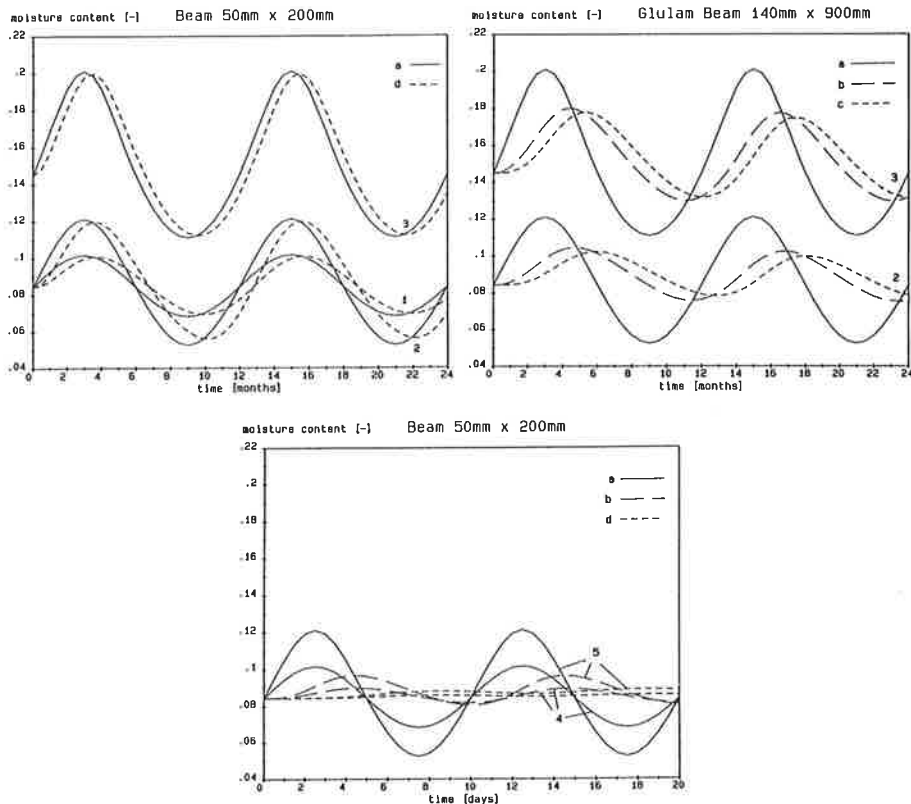 moisture content [-] Beam 50mm x 200mm
.22
.2
.18
.16
.14
.12
.1
.08
.06
.04
a
d
3
1
2
0 2 4 6 8 10 12 14 16 18 20 22 24
time [months]
moisture content [-] Glulam Beam 140mm x 900mm
.22
.2
.18
.16
.14
.12
.1
.08
.06
.04
a
b
c
3
2
0 2 4 6 8 10 12 14 16 18 20 22 24
time [months]
moisture content [-] Beam 50mm x 200mm
.22
.2
.18
.16
.14
.12
.1
.08
.06
.04
a
b
d
5
4
0 2 4 6 8 10 12 14 16 18 20
time [days]